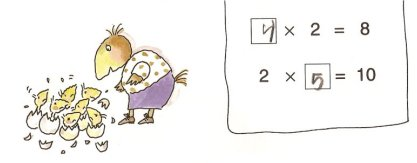 4 × 2 = 8
2 × 5 = 10